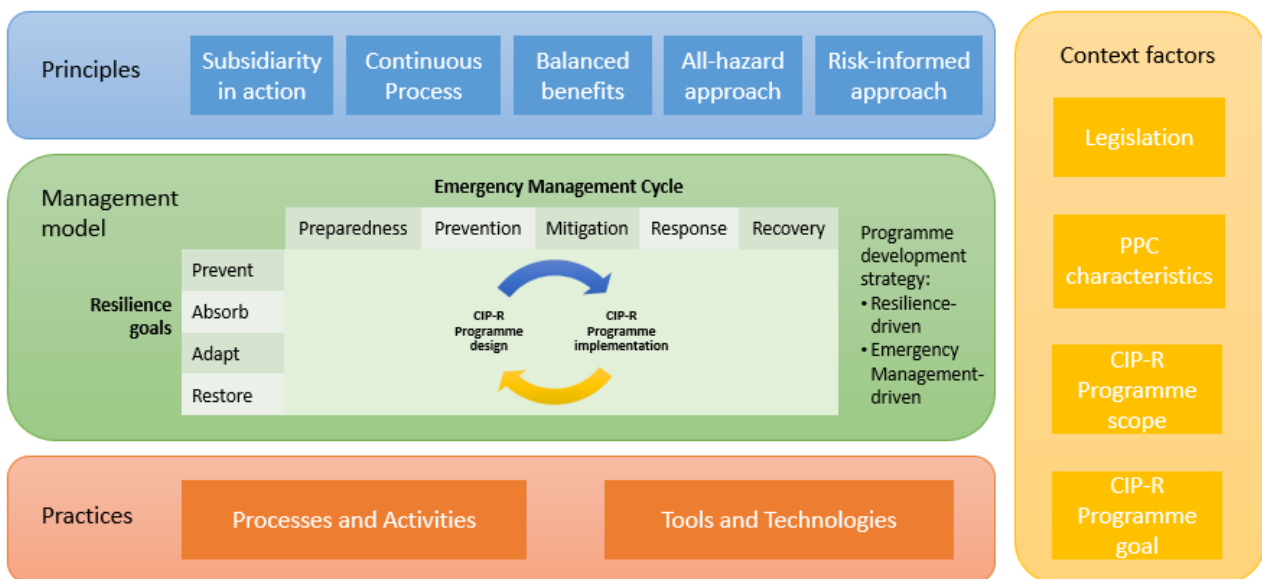 Principles
Subsidiarity
in action
Continuous
Process
Balanced
benefits
All-hazard
approach
Risk-informed
approach
Management
model
Emergency Management Cycle
Preparedness
Prevention
Mitigation
Response
Recovery
Resilience
goals
Prevent
Absorb
Adapt
Restore
CIP-R
Programme
design
CIP-R
Programme
implementation
Programme
development
strategy:
• Resilience-
driven
• Emergency
Management-
driven
Practices
Processes and Activities
Tools and Technologies
Context factors
Legislation
PPC
characteristics
CIP-R
Programme
scope
CIP-R
Programme
goal